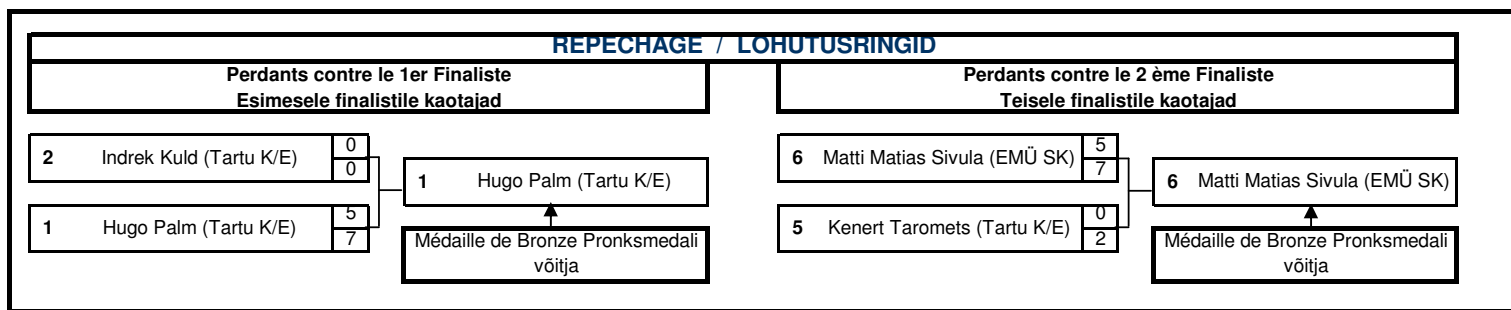 REPECHAGE / LOHUTUSRINGID
Perdants contre le 1er Finaliste
Esimesele finalistile kaotajad
Perdants contre le 2 ème Finaliste
Teisele finalistile kaotajad
2 Indrek Kuld (Tartu K/E) 0
0
1 Hugo Palm (Tartu K/E)
1 Hugo Palm (Tartu K/E) 5
7
Médaille de Bronze Pronksmedali
võitja
6 Matti Matias Sivula (EMÜ SK) 5
7
6 Matti Matias Sivula (EMÜ SK)
5 Kenert Taromets (Tartu K/E) 0
2
Médaille de Bronze Pronksmedali
võitja